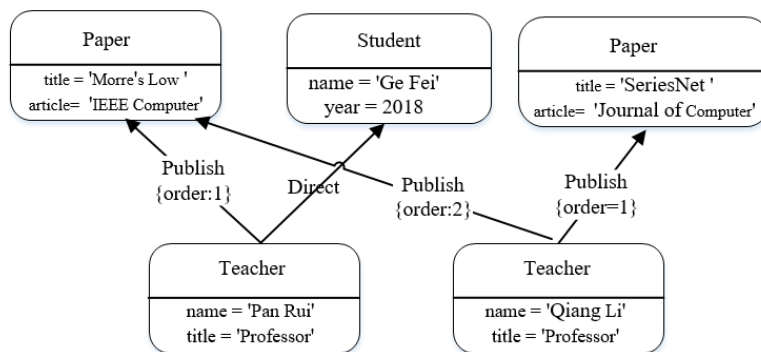 Paper
title = 'Morre's Low '
article= 'IEEE Computer'
Student
name = 'Ge Fei'
year = 2018
Paper
title = 'SeriesNet '
article= 'Journal of Computer'
Publish
{order:1}
Direct
Publish
{order:2}
Publish
{order=1}
Teacher
name = 'Pan Rui'
title = 'Professor'
Teacher
name = 'Qiang Li'
title = 'Professor'